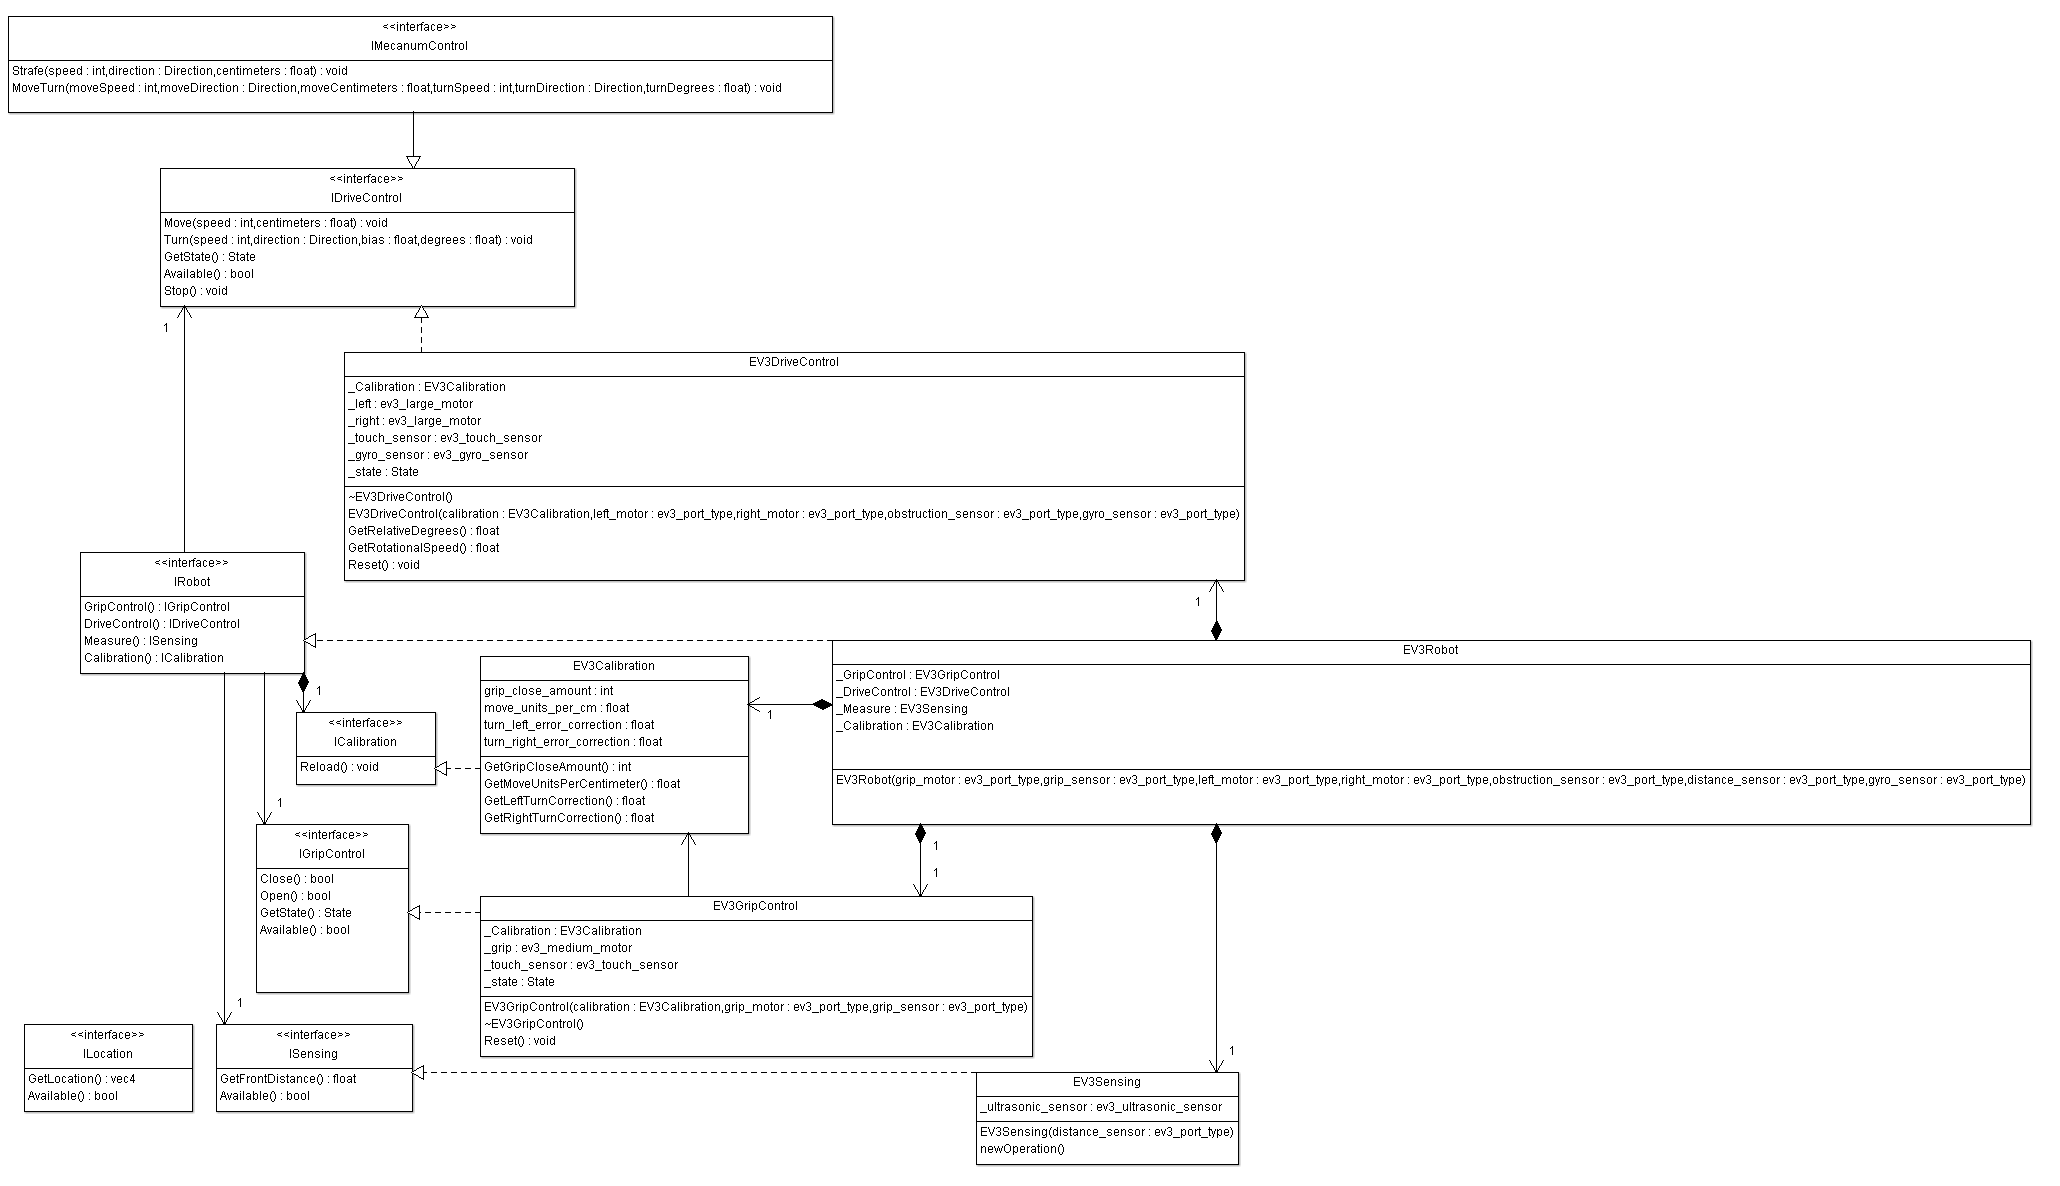 <<interface>>
IMecanumControl
Strafe(speed : int,direction : Direction,centimeters : float) : void
MoveTurn(moveSpeed : int,moveDirection : Direction,moveCentimeters : float,turnSpeed : int,turnDirection : Direction,turnDegrees : float) : void
<<interface>>
IDriveControl
Move(speed : int,centimeters : float) : void
Turn(speed : int,direction : Direction,bias : float,degrees : float) : void
GetState() : State
Available() : bool
Stop() : void
1
EV3DriveControl
_Calibration : EV3Calibration
_left : ev3_large_motor
_right : ev3_large_motor
_touch_sensor : ev3_touch_sensor
_gyro_sensor : ev3_gyro_sensor
_state : State
~EV3DriveControl()
EV3DriveControl(calibration : EV3Calibration,left_motor : ev3_port_type,right_motor : ev3_port_type,obstruction_sensor : ev3_port_type,gyro_sensor : ev3_port_type)
GetRelativeDegrees() : float
GetRotationalSpeed() : float
Reset() : void
<<interface>>
IRobot
GripControl() : IGripControl
DriveControl() : IDriveControl
Measure() : ISensing
Calibration() : ICalibration
1
1
EV3Robot
_GripControl : EV3GripControl
_DriveControl : EV3DriveControl
_Measure : EV3Sensing
_Calibration : EV3Calibration
EV3Robot(grip_motor : ev3_port_type,grip_sensor : ev3_port_type,left_motor : ev3_port_type,right_motor : ev3_port_type,obstruction_sensor : ev3_port_type,distance_sensor : ev3_port_type,gyro_sensor : ev3_port_type)
EV3Calibration
grip_close_amount : int
move_units_per_cm : float
turn_left_error_correction : float
turn_right_error_correction : float
GetGripCloseAmount() : int
GetMoveUnitsPerCentimeter() : float
GetLeftTurnCorrection() : float
GetRightTurnCorrection() : float
1
<<interface>>
ICalibration
Reload() : void
1
<<interface>>
IGripControl
Close() : bool
Open() : bool
GetState() : State
Available() : bool
1
1
EV3GripControl
_Calibration : EV3Calibration
_grip : ev3_medium_motor
_touch_sensor : ev3_touch_sensor
_state : State
EV3GripControl(calibration : EV3Calibration,grip_motor : ev3_port_type,grip_sensor : ev3_port_type)
~EV3GripControl()
Reset() : void
1
<<interface>>
ILocation
GetLocation() : vec4
Available() : bool
<<interface>>
ISensing
GetFrontDistance() : float
Available() : bool
1
EV3Sensing
_ultrasonic_sensor : ev3_ultrasonic_sensor
EV3Sensing(distance_sensor : ev3_port_type)
newOperation()